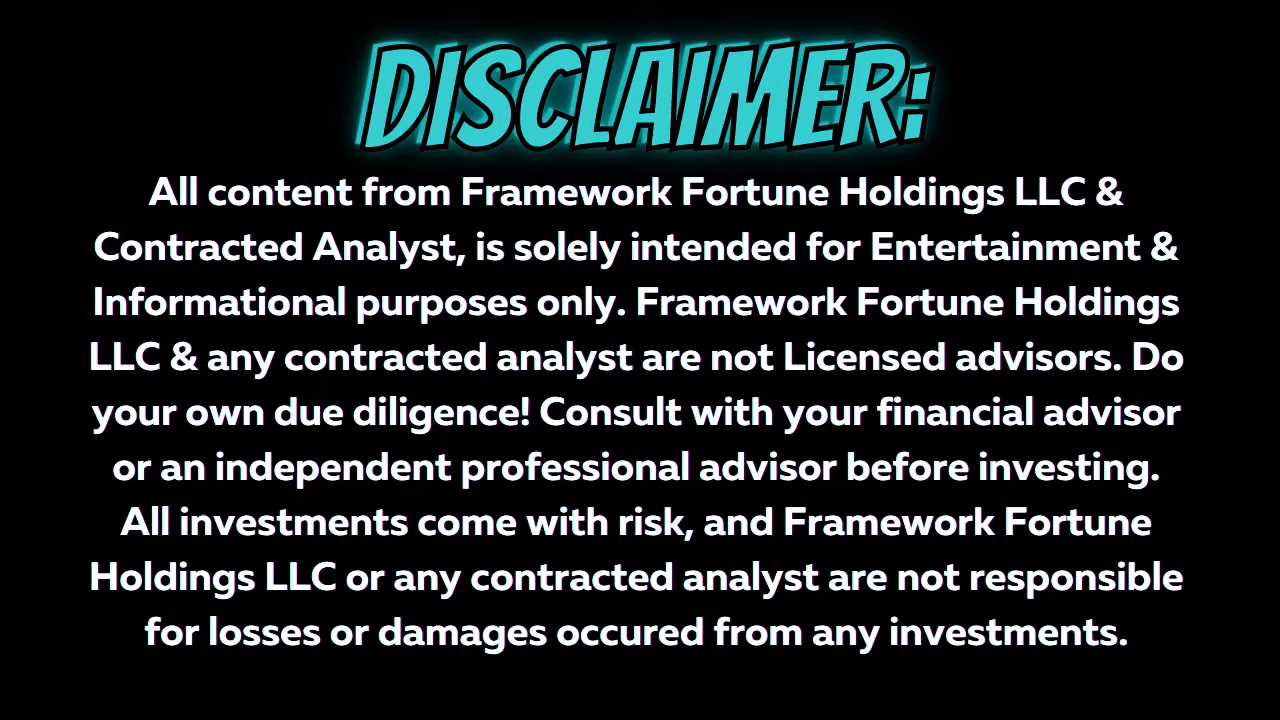 DISCLAIMER:
All content from Framework Fortune Holdings LLC &
Contracted Analyst, is solely intended for Entertainment &
Informational purposes only. Framework Fortune Holdings
LLC & any contracted analyst are not Licensed advisors. Do
your own due diligence! Consult with your financial advisor
or an independent professional advisor before investing.
All investments come with risk, and Framework Fortune
Holdings LLC or any contracted analyst are not responsible
for losses or damages occured from any investments.